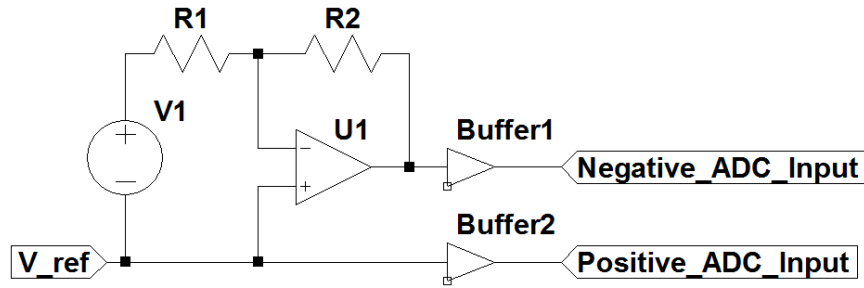 R1
R2
V1
U1
Buffer1
Negative_ADC_Input
Buffer2
V_ref
Positive_ADC_Input